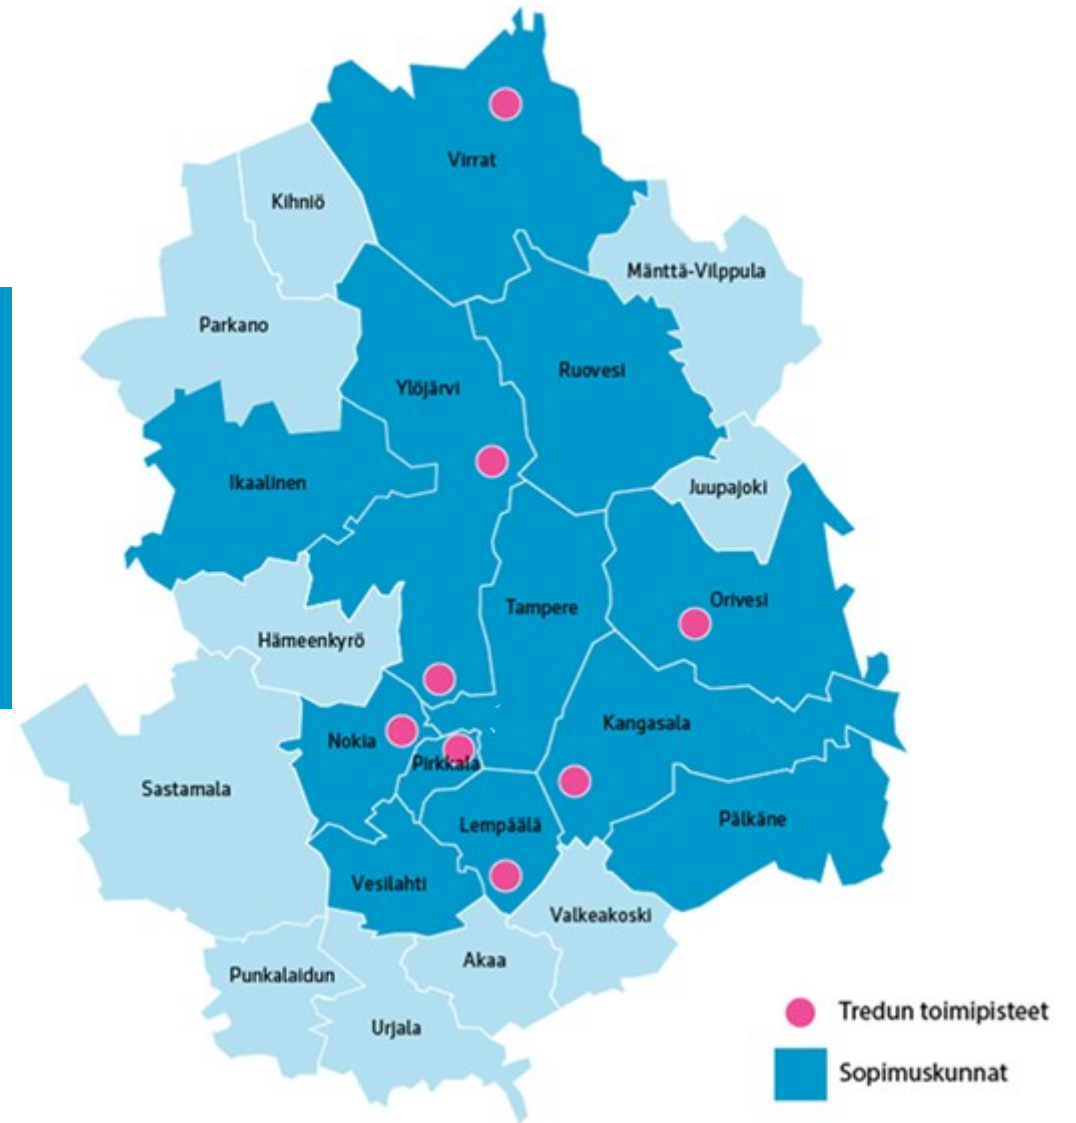 Virrat
Kihniö
Mänttä-Vilppula
Parkano
Ruovesi
Ylöjärvi
Ikaalinen
Juupajoki
Orivesi
Tampere
Hämeenkyrö
Kangasala
Nokia
Pirkkala
Sastamala
Pälkäne
Lempäälä
Vesilahti
Valkeakoski
Akaa
Punkalaidun
Urjala
Tredun toimipisteet
Sopimuskunnat